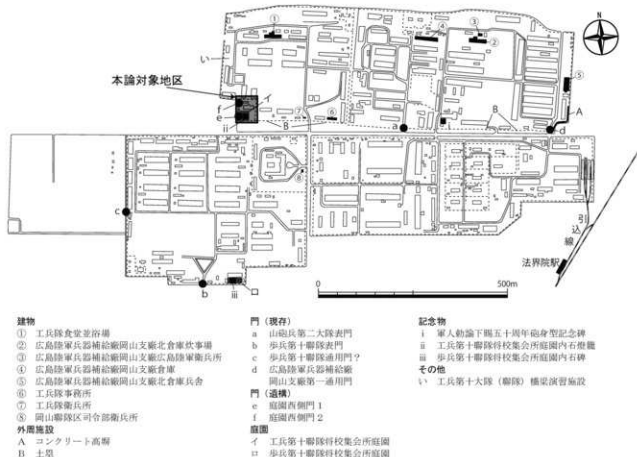 ① ③ ④ N
い ②
本論対象地区 イ ⑤
f
e A
ii B ⑦ ⑥ a B d
⑧
c
引込線
法界院駅
b iii ロ
0 500m
建物
① 工兵隊食堂並浴場
② 広島陸軍兵器補給廠岡山支廠北倉庫炊事場
③ 広島陸軍兵器補給廠岡山支廠広島陸軍衛兵所
④ 広島陸軍兵器補給廠岡山支廠倉庫
⑤ 広島陸軍兵器補給廠岡山支廠北倉庫兵舎
⑥ 工兵隊事務所
⑦ 工兵隊衛兵所
⑧ 岡山聯隊区司令部衛兵所
外周施設
A コンクリート高塀
B 土塁
門（現存）
a 山砲兵第二大隊表門
b 歩兵第十聯隊表門
c 歩兵第十聯隊通用門？
d 広島陸軍兵器補給廠
岡山支廠第一通用門
門（遺構）
e 庭園西側門1
f 庭園西側門2
庭園
イ 工兵第十聯隊将校集会所庭園
ロ 歩兵第十聯隊将校集会所庭園
記念物
i 軍人勅諭下賜五十周年砲身型記念碑
ii 工兵第十聯隊将校集会所庭園内石燈籠
iii 歩兵第十聯隊将校集会所庭園内石碑
その他
い 工兵第十大隊（聯隊）橋梁演習施設